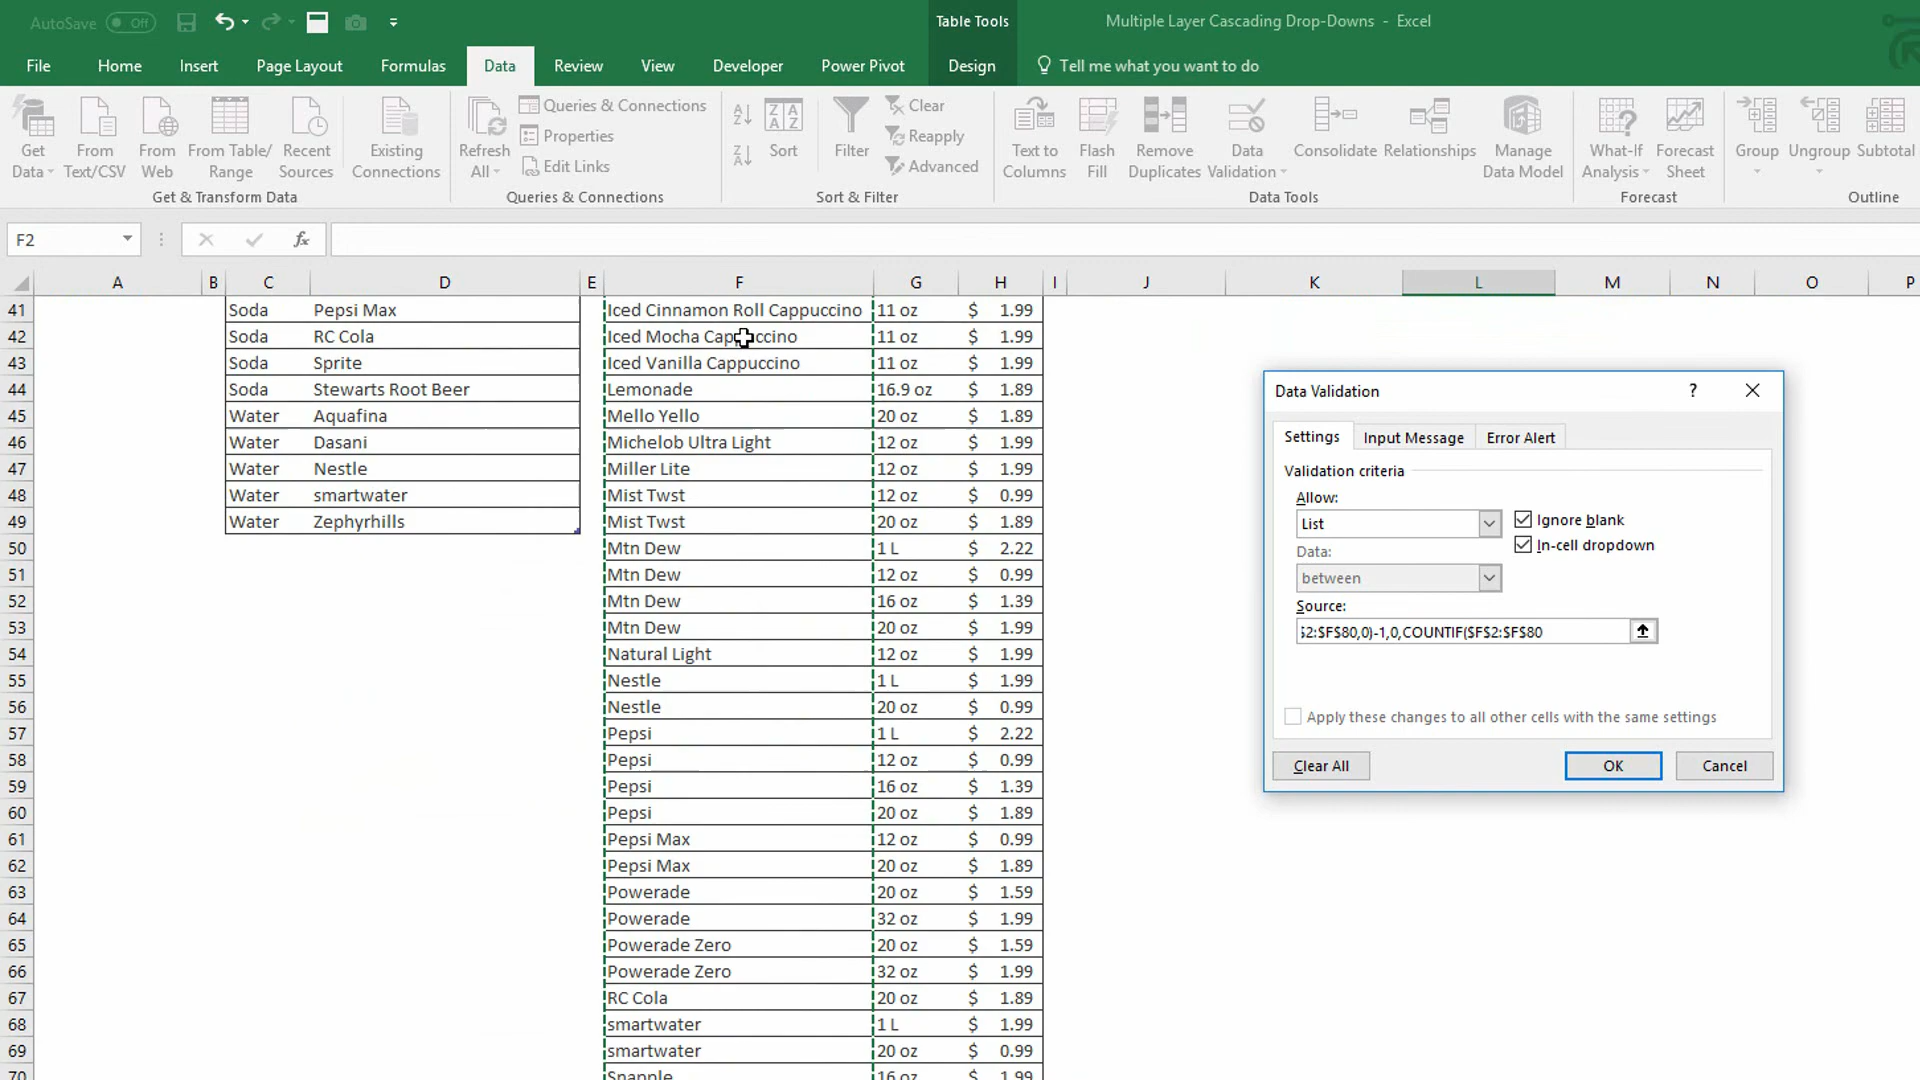 AutoSave Off Table Tools Multiple Layer Cascading Drop-Downs - Excel
File Home Insert Page Layout Formulas Data Review View Developer Power Pivot Design Tell me what you want to do
Get Data From Text/CSV From Web From Table/Range Recent Sources Existing Connections Refresh All Queries & Connections Properties Edit Links Sort Filter Clear Reapply Advanced Text to Columns Flash Fill Remove Duplicates Data Validation Consolidate Relationships Manage Data Model What-If Analysis Forecast Sheet Group Ungroup Subtotal
Get & Transform Data Queries & Connections Sort & Filter Data Tools Forecast Outline
F2 fx
A B C D E F G H I J K L M N O P
41 Soda Pepsi Max Iced Cinnamon Roll Cappuccino 11 oz $ 1.99
42 Soda RC Cola Iced Mocha Cappuccino 11 oz $ 1.99
43 Soda Sprite Iced Vanilla Cappuccino 11 oz $ 1.99
44 Soda Stewarts Root Beer Lemonade 16.9 oz $ 1.89
45 Water Aquafina Mello Yello 20 oz $ 1.89
46 Water Dasani Michelob Ultra Light 12 oz $ 1.99
47 Water Nestle Miller Lite 12 oz $ 1.99
48 Water smartwater Mist Twst 12 oz $ 0.99
49 Water Zephyrhills Mist Twst 20 oz $ 1.89
50 Mtn Dew 1 L $ 2.22
51 Mtn Dew 12 oz $ 0.99
52 Mtn Dew 16 oz $ 1.39
53 Mtn Dew 20 oz $ 1.99
54 Natural Light 12 oz $ 1.99
55 Nestle 1 L $ 1.99
56 Nestle 20 oz $ 0.99
57 Pepsi 1 L $ 2.22
58 Pepsi 12 oz $ 0.99
59 Pepsi 16 oz $ 1.39
60 Pepsi 20 oz $ 1.89
61 Pepsi Max 12 oz $ 0.99
62 Pepsi Max 20 oz $ 1.89
63 Powerade 20 oz $ 1.59
64 Powerade 32 oz $ 1.99
65 Powerade Zero 20 oz $ 1.59
66 Powerade Zero 32 oz $ 1.99
67 RC Cola 20 oz $ 1.89
68 smartwater 1 L $ 1.99
69 smartwater 20 oz $ 0.99
70 Snapple 16 oz $ 1.99
Data Validation ?
Settings Input Message Error Alert
Validation criteria
Allow:
List Ignore blank
Data: In-cell dropdown
between
Source:
$2:$F$80,0)-1,0,COUNTIF($F$2:$F$80
Apply these changes to all other cells with the same settings
Clear All OK Cancel